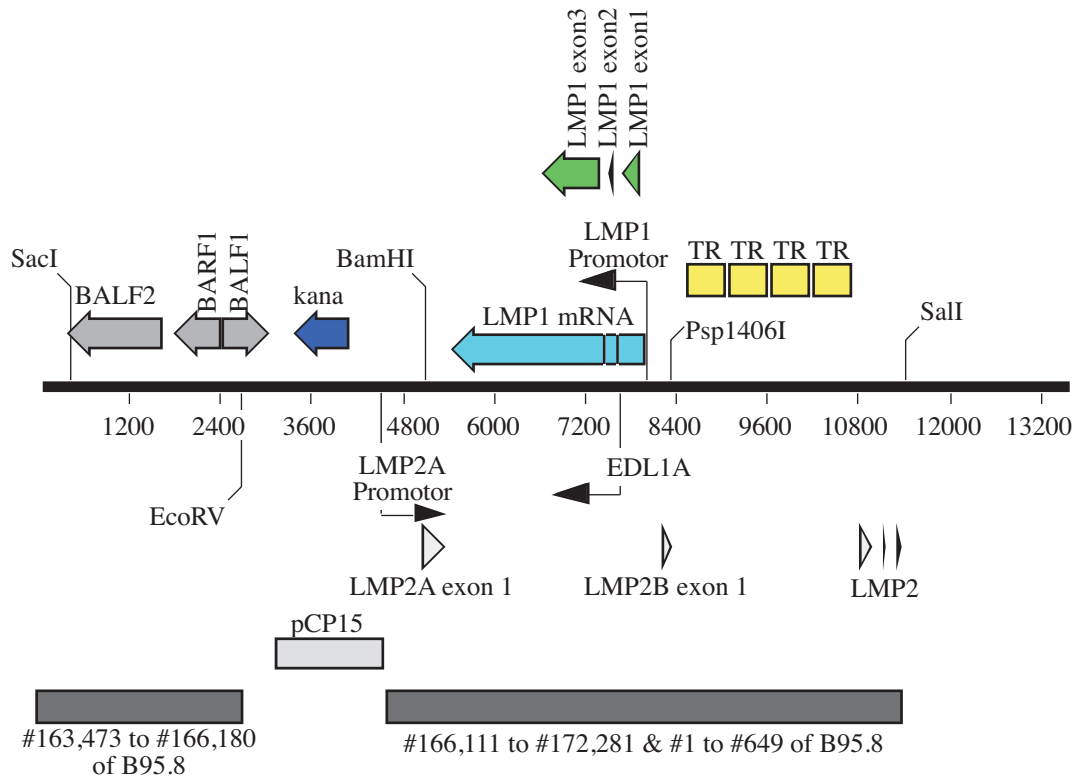 LMP1 exon3
LMP1 exon2
LMP1 exon1
LMP1
Promotor
TR TR TR TR
SacI
BARF1
BALF1
BamHI
BALF2
kana
LMP1 mRNA
Psp1406I
SalI
1200 2400 3600 4800 6000 7200 8400 9600 10800 12000 13200
LMP2A
Promotor
EDL1A
EcoRV
LMP2A exon 1
LMP2B exon 1
LMP2
pCP15
#163,473 to #166,180
of B95.8
#166,111 to #172,281 & #1 to #649 of B95.8